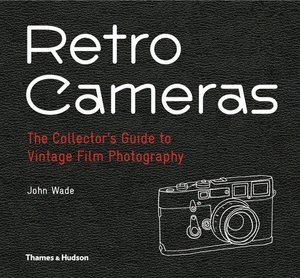 Retro
Cameras
The Collector's Guide to
Vintage Film Photography
John Wade
Thames & Hudson